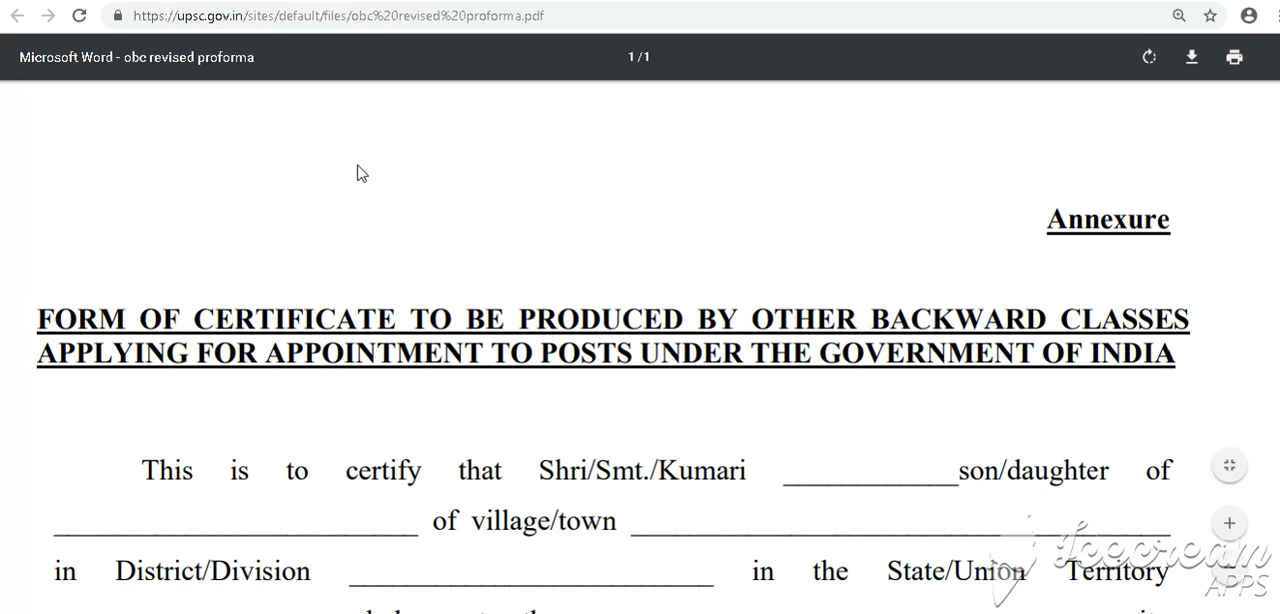 https://upsc.gov.in/sites/default/files/obc%20revised%20proforma.pdf
Microsoft Word - obc revised proforma 1 / 1
Annexure
FORM OF CERTIFICATE TO BE PRODUCED BY OTHER BACKWARD CLASSES
APPLYING FOR APPOINTMENT TO POSTS UNDER THE GOVERNMENT OF INDIA
This is to certify that Shri/Smt./Kumari ____________son/daughter of
_________________________ of village/town _____________________________________
in District/Division _________________________ in the State/Union Territory
Icecream
APPS